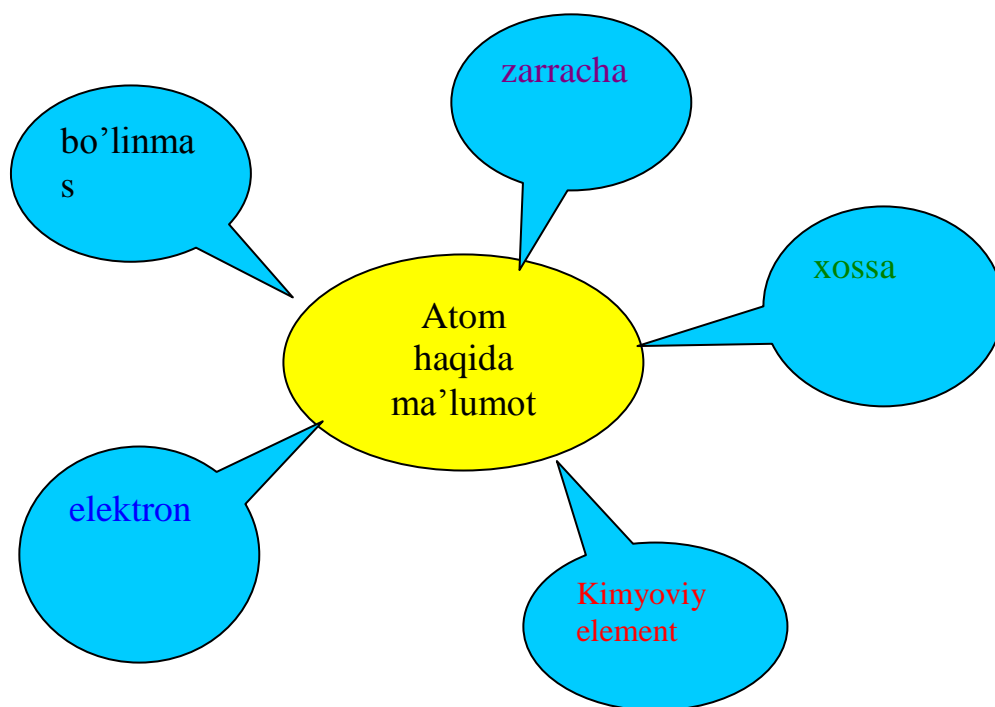 zarracha
bo’linma
s
xossa
Atom
haqida
ma’lumot
elektron
Kimyoviy
element